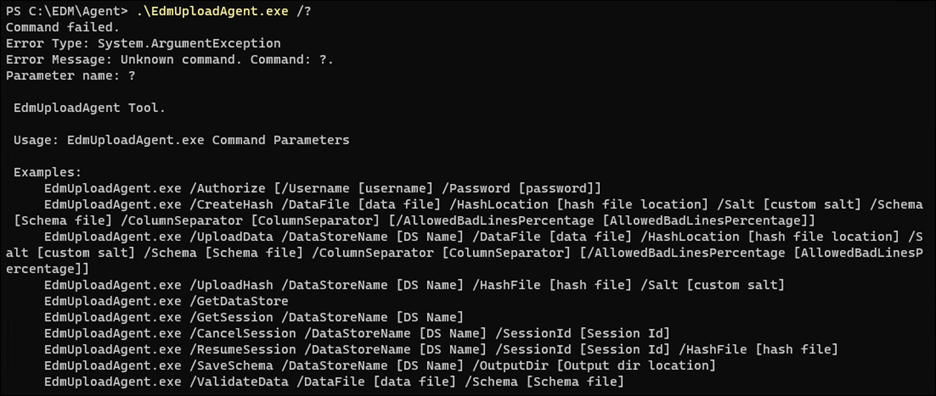 PS C:\EDM\Agent> .\EdmUploadAgent.exe /?
Command failed.
Error Type: System.ArgumentException
Error Message: Unknown command. Command: ?.
Parameter name: ?
EdmUploadAgent Tool.
Usage: EdmUploadAgent.exe Command Parameters
Examples:
EdmUploadAgent.exe /Authorize [/Username [username] /Password [password]]
EdmUploadAgent.exe /CreateHash /DataFile [data file] /HashLocation [hash file location] /Salt [custom salt] /Schema
[Schema file] /ColumnSeparator [ColumnSeparator] [/AllowedBadLinesPercentage [AllowedBadLinesPercentage]]
EdmUploadAgent.exe /UploadData /DataStoreName [DS Name] /DataFile [data file] /HashLocation [hash file location] /S
alt [custom salt] /Schema [Schema file] /ColumnSeparator [ColumnSeparator] [/AllowedBadLinesPercentage [AllowedBadLinesP
ercentage]]
EdmUploadAgent.exe /UploadHash /DataStoreName [DS Name] /HashFile [hash file] /Salt [custom salt]
EdmUploadAgent.exe /GetDataStore
EdmUploadAgent.exe /GetSession /DataStoreName [DS Name]
EdmUploadAgent.exe /CancelSession /DataStoreName [DS Name] /SessionId [Session Id]
EdmUploadAgent.exe /ResumeSession /DataStoreName [DS Name] /SessionId [Session Id] /HashFile [hash file]
EdmUploadAgent.exe /SaveSchema /DataStoreName [DS Name] /OutputDir [Output dir location]
EdmUploadAgent.exe /ValidateData /DataFile [data file] /Schema [Schema file]